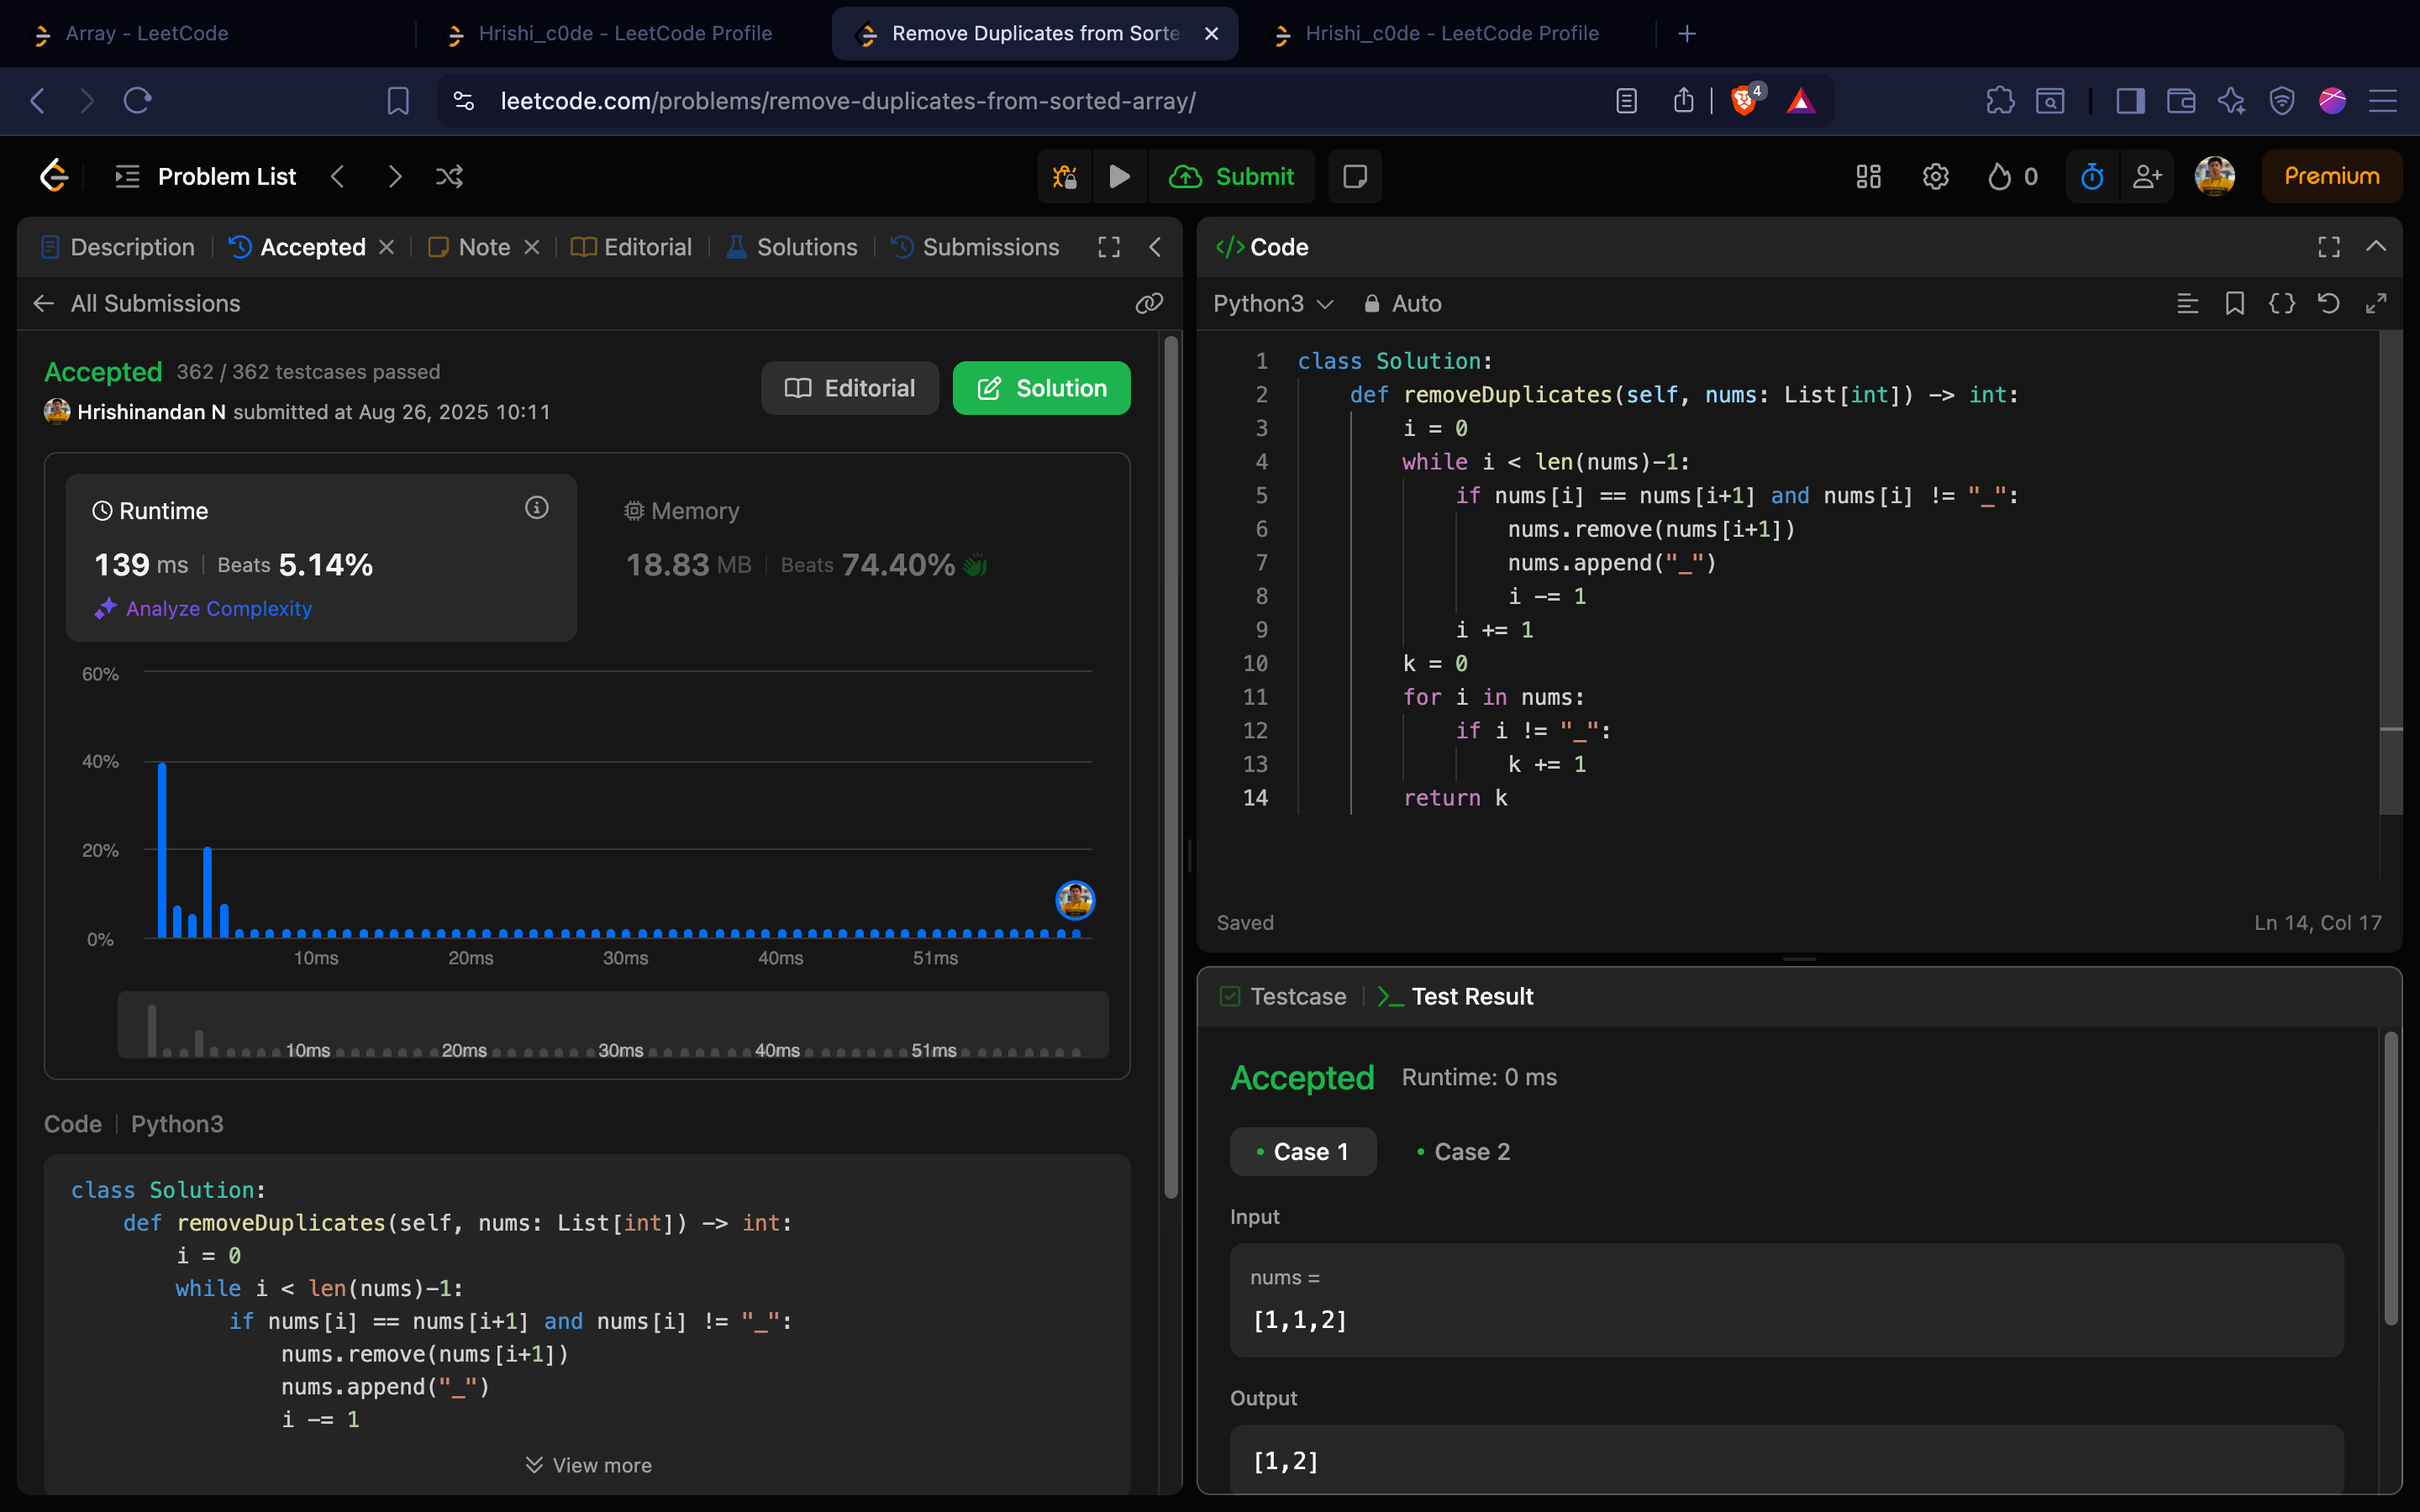 Array - LeetCode
Hrishi_c0de - LeetCode Profile
Remove Duplicates from Sorte
Hrishi_c0de - LeetCode Profile
leetcode.com/problems/remove-duplicates-from-sorted-array/
4
Problem List
Submit
0
Premium
Description
Accepted
Note
Editorial
Solutions
Submissions
All Submissions
Accepted 362 / 362 testcases passed
Hrishinandan N submitted at Aug 26, 2025 10:11
Editorial
Solution
Runtime
139 ms | Beats 5.14%
Analyze Complexity
Memory
18.83 MB | Beats 74.40%
60%
40%
20%
0%
10ms 20ms 30ms 40ms 51ms
10ms 20ms 30ms 40ms 51ms
Code | Python3
class Solution:
    def removeDuplicates(self, nums: List[int]) -> int:
        i = 0
        while i < len(nums)-1:
            if nums[i] == nums[i+1] and nums[i] != "_":
                nums.remove(nums[i+1])
                nums.append("_")
                i -= 1
View more
</> Code
Python3
Auto
1 class Solution:
2     def removeDuplicates(self, nums: List[int]) -> int:
3         i = 0
4         while i < len(nums)-1:
5             if nums[i] == nums[i+1] and nums[i] != "_":
6                 nums.remove(nums[i+1])
7                 nums.append("_")
8                 i -= 1
9             i += 1
10         k = 0
11         for i in nums:
12             if i != "_":
13                 k += 1
14         return k
Saved
Ln 14, Col 17
Testcase
>_ Test Result
Accepted Runtime: 0 ms
Case 1
Case 2
Input
nums =
[1,1,2]
Output
[1,2]